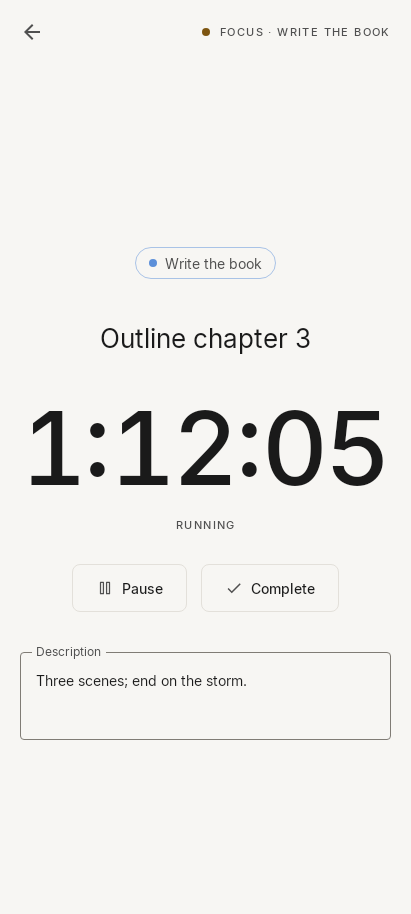 FOCUS · WRITE THE BOOK
Write the book
Outline chapter 3
1:12:05
RUNNING
Pause
Complete
Description
Three scenes; end on the storm.